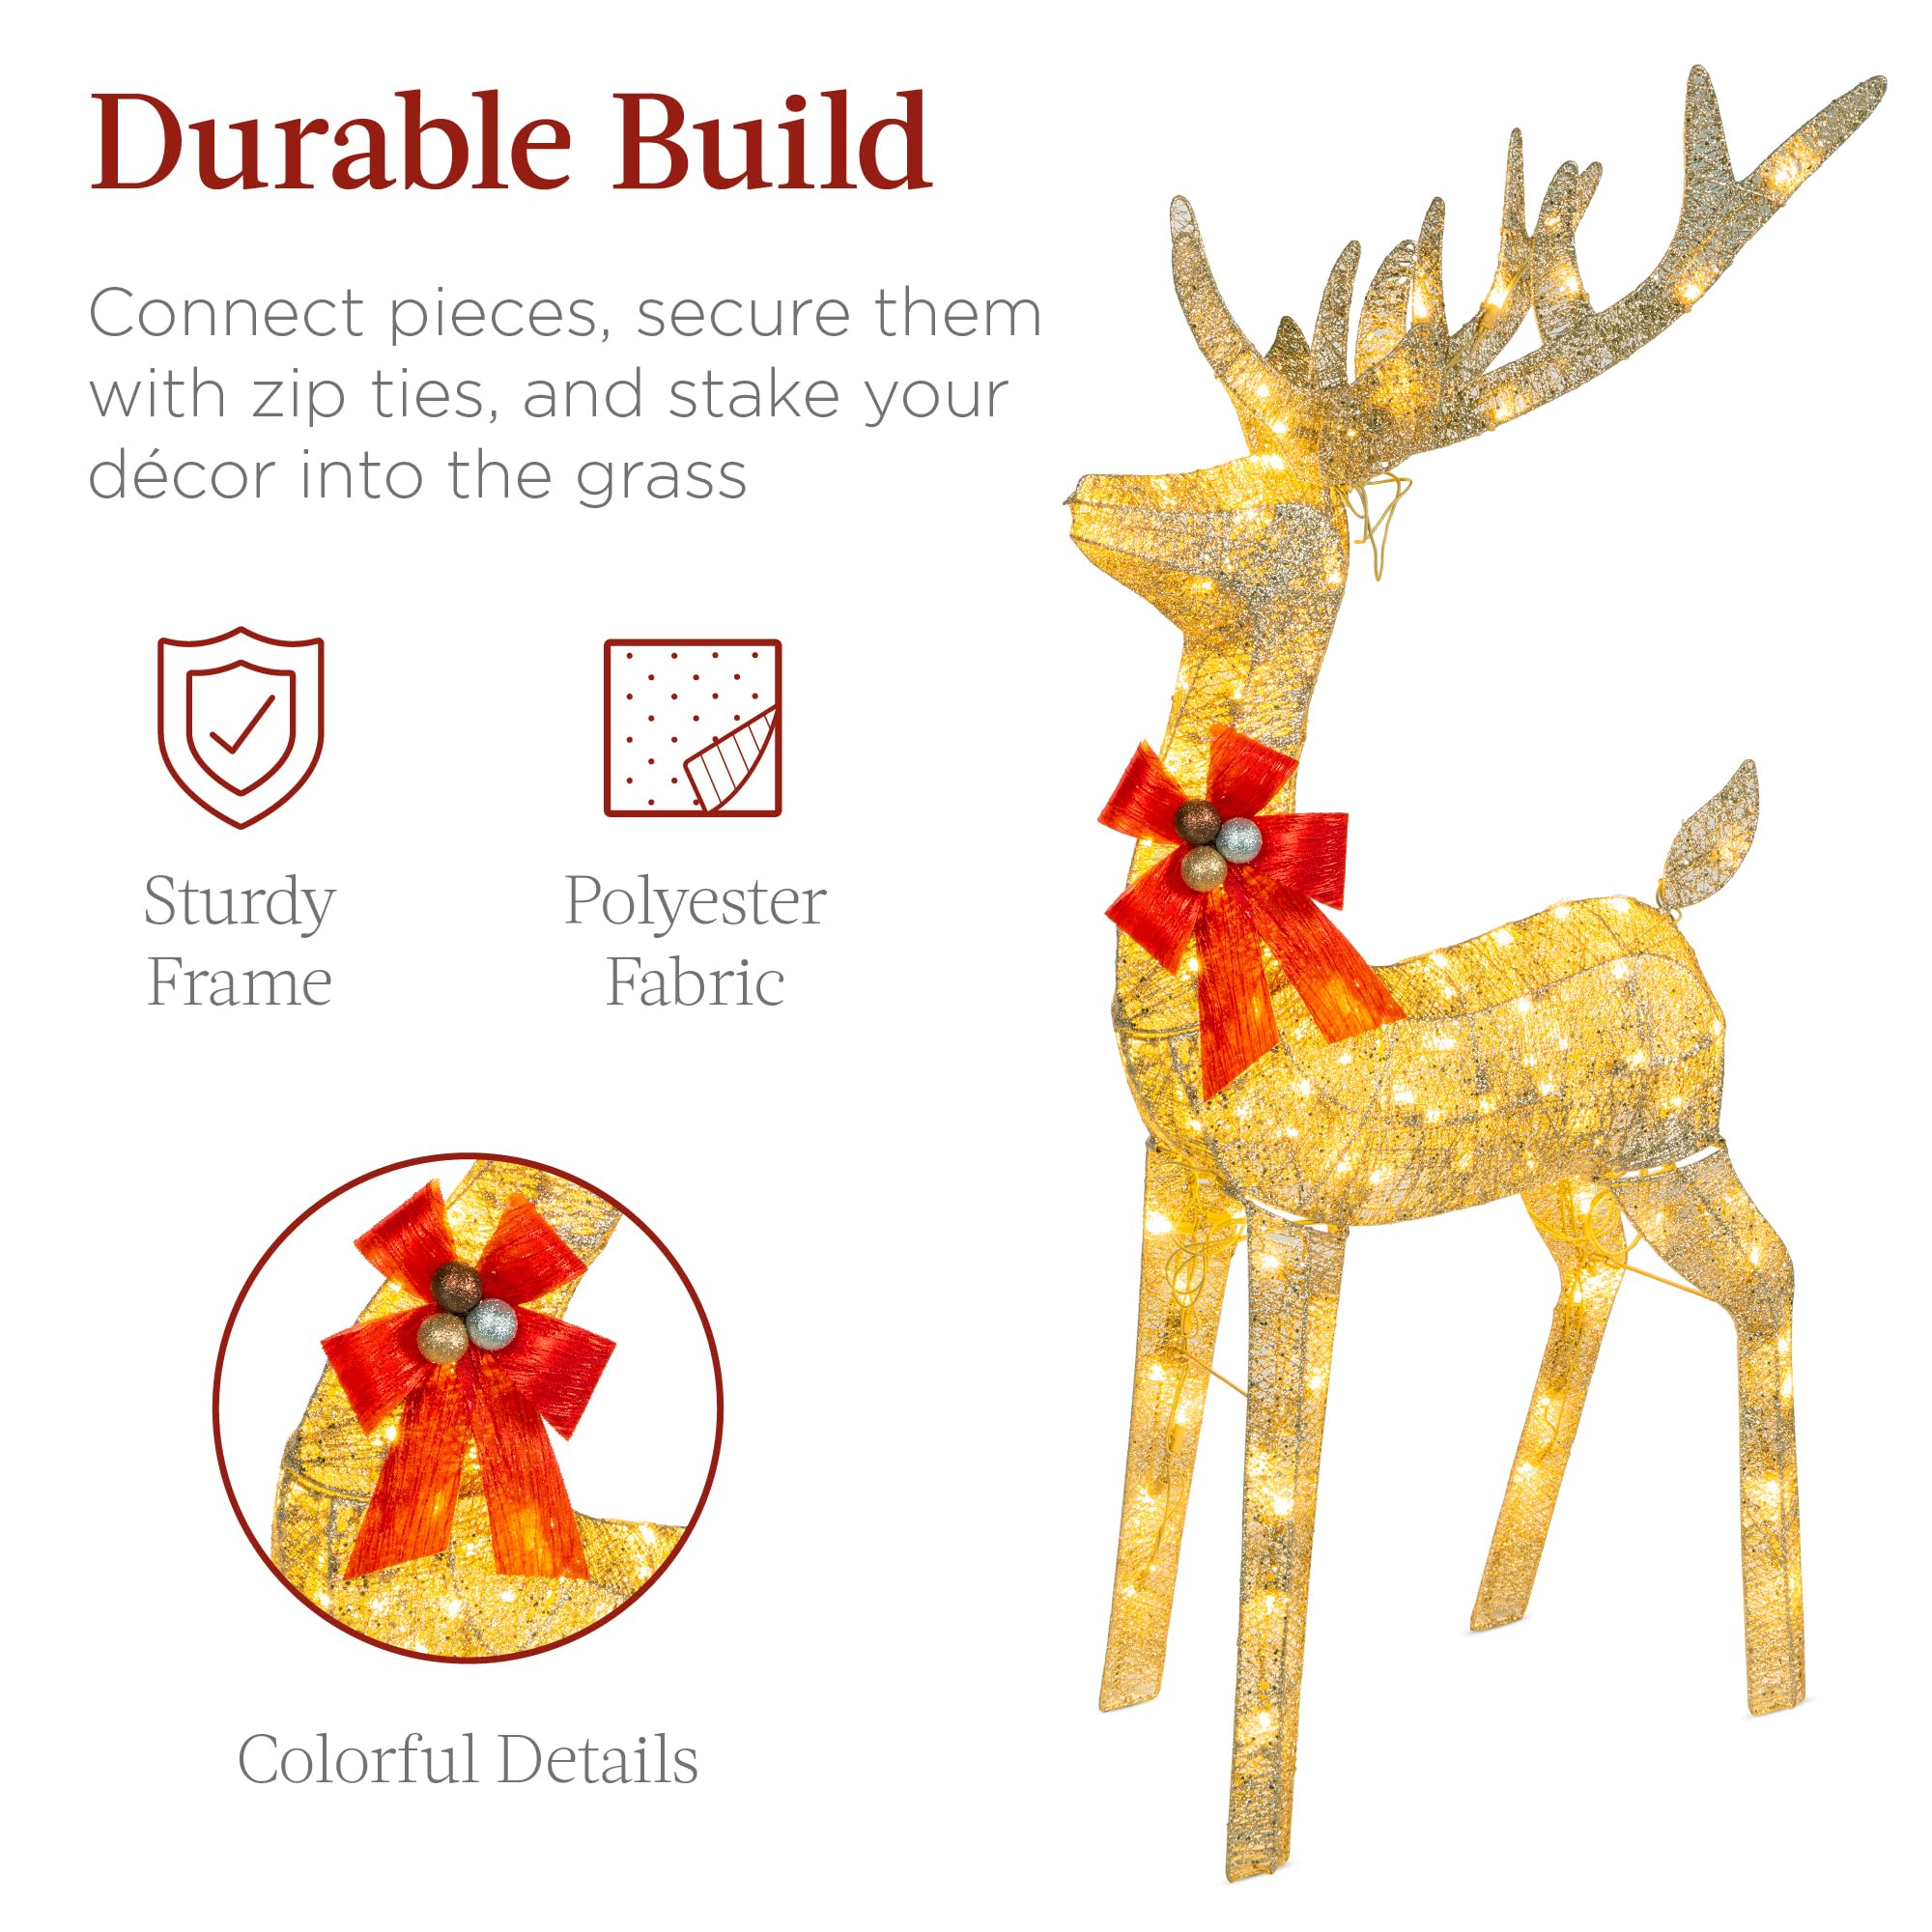 Durable Build
Connect pieces, secure them
with zip ties, and stake your
décor into the grass
Sturdy
Frame
Polyester
Fabric
Colorful Details